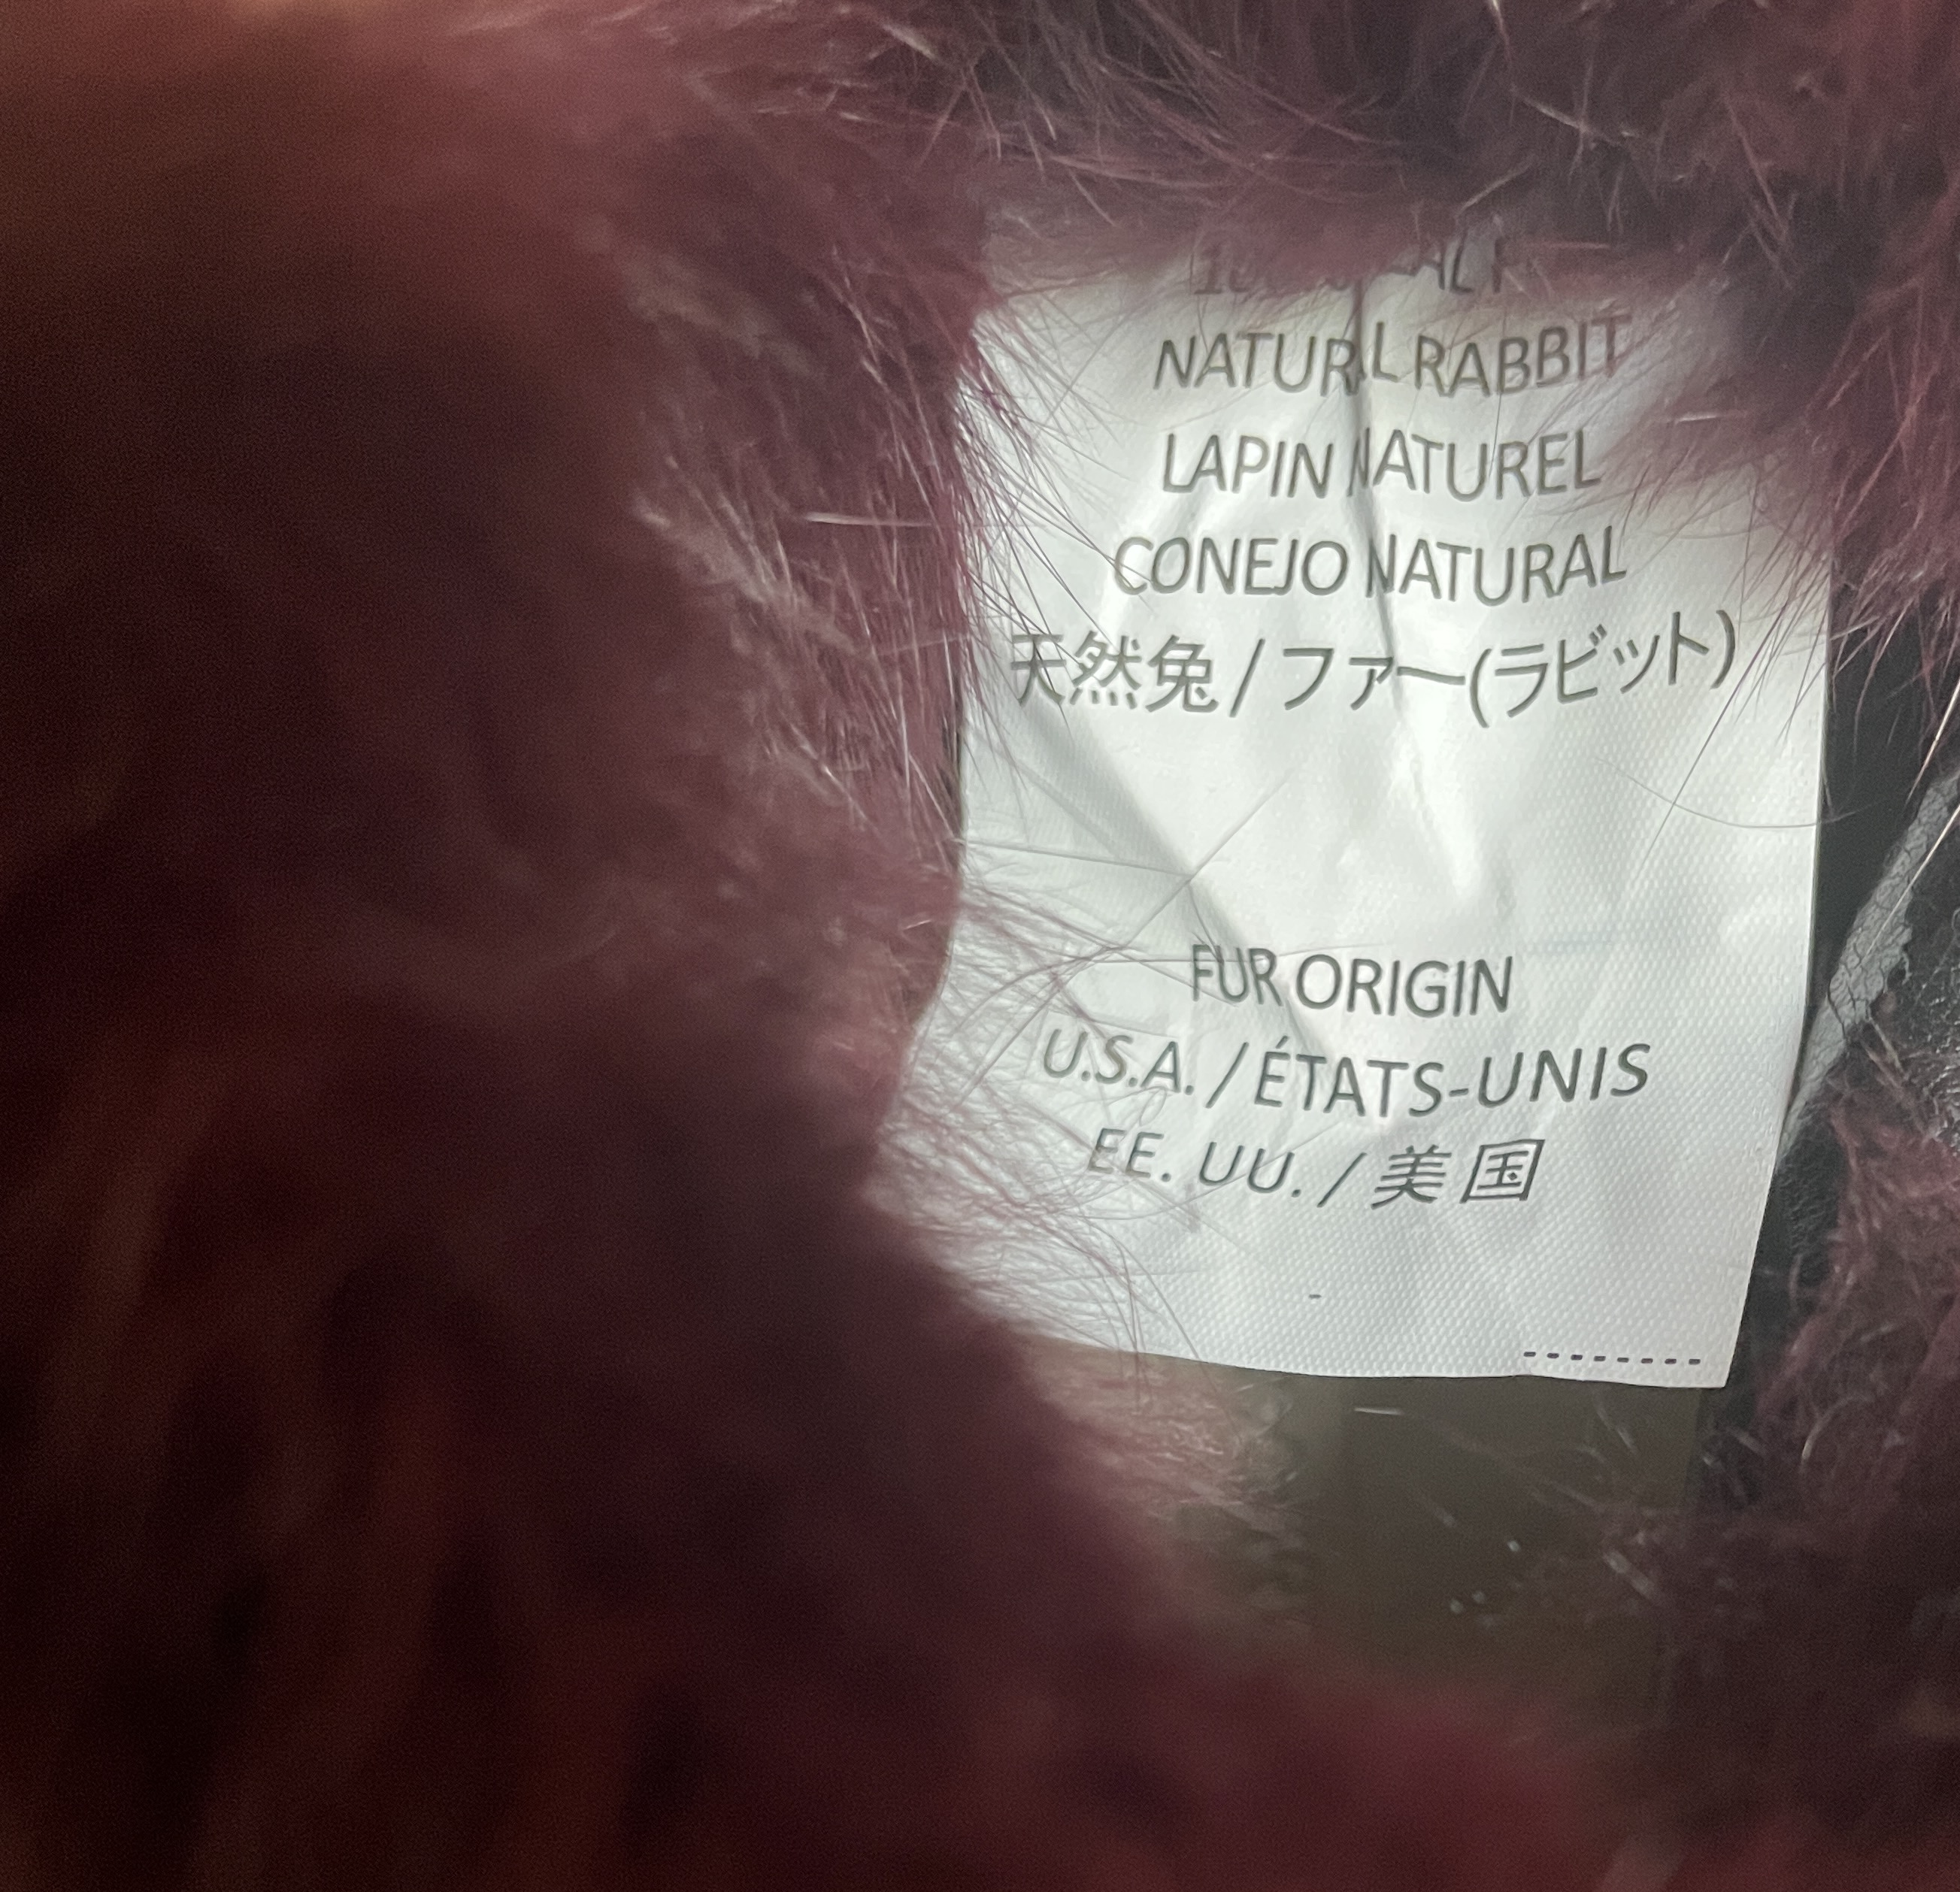 NATURAL RABBIT
LAPIN NATUREL
CONEJO NATURAL
天然兔/ファー(ラビット)
FUR ORIGIN
U.S.A. / ÉTATS-UNIS
EE. UU. / 美国